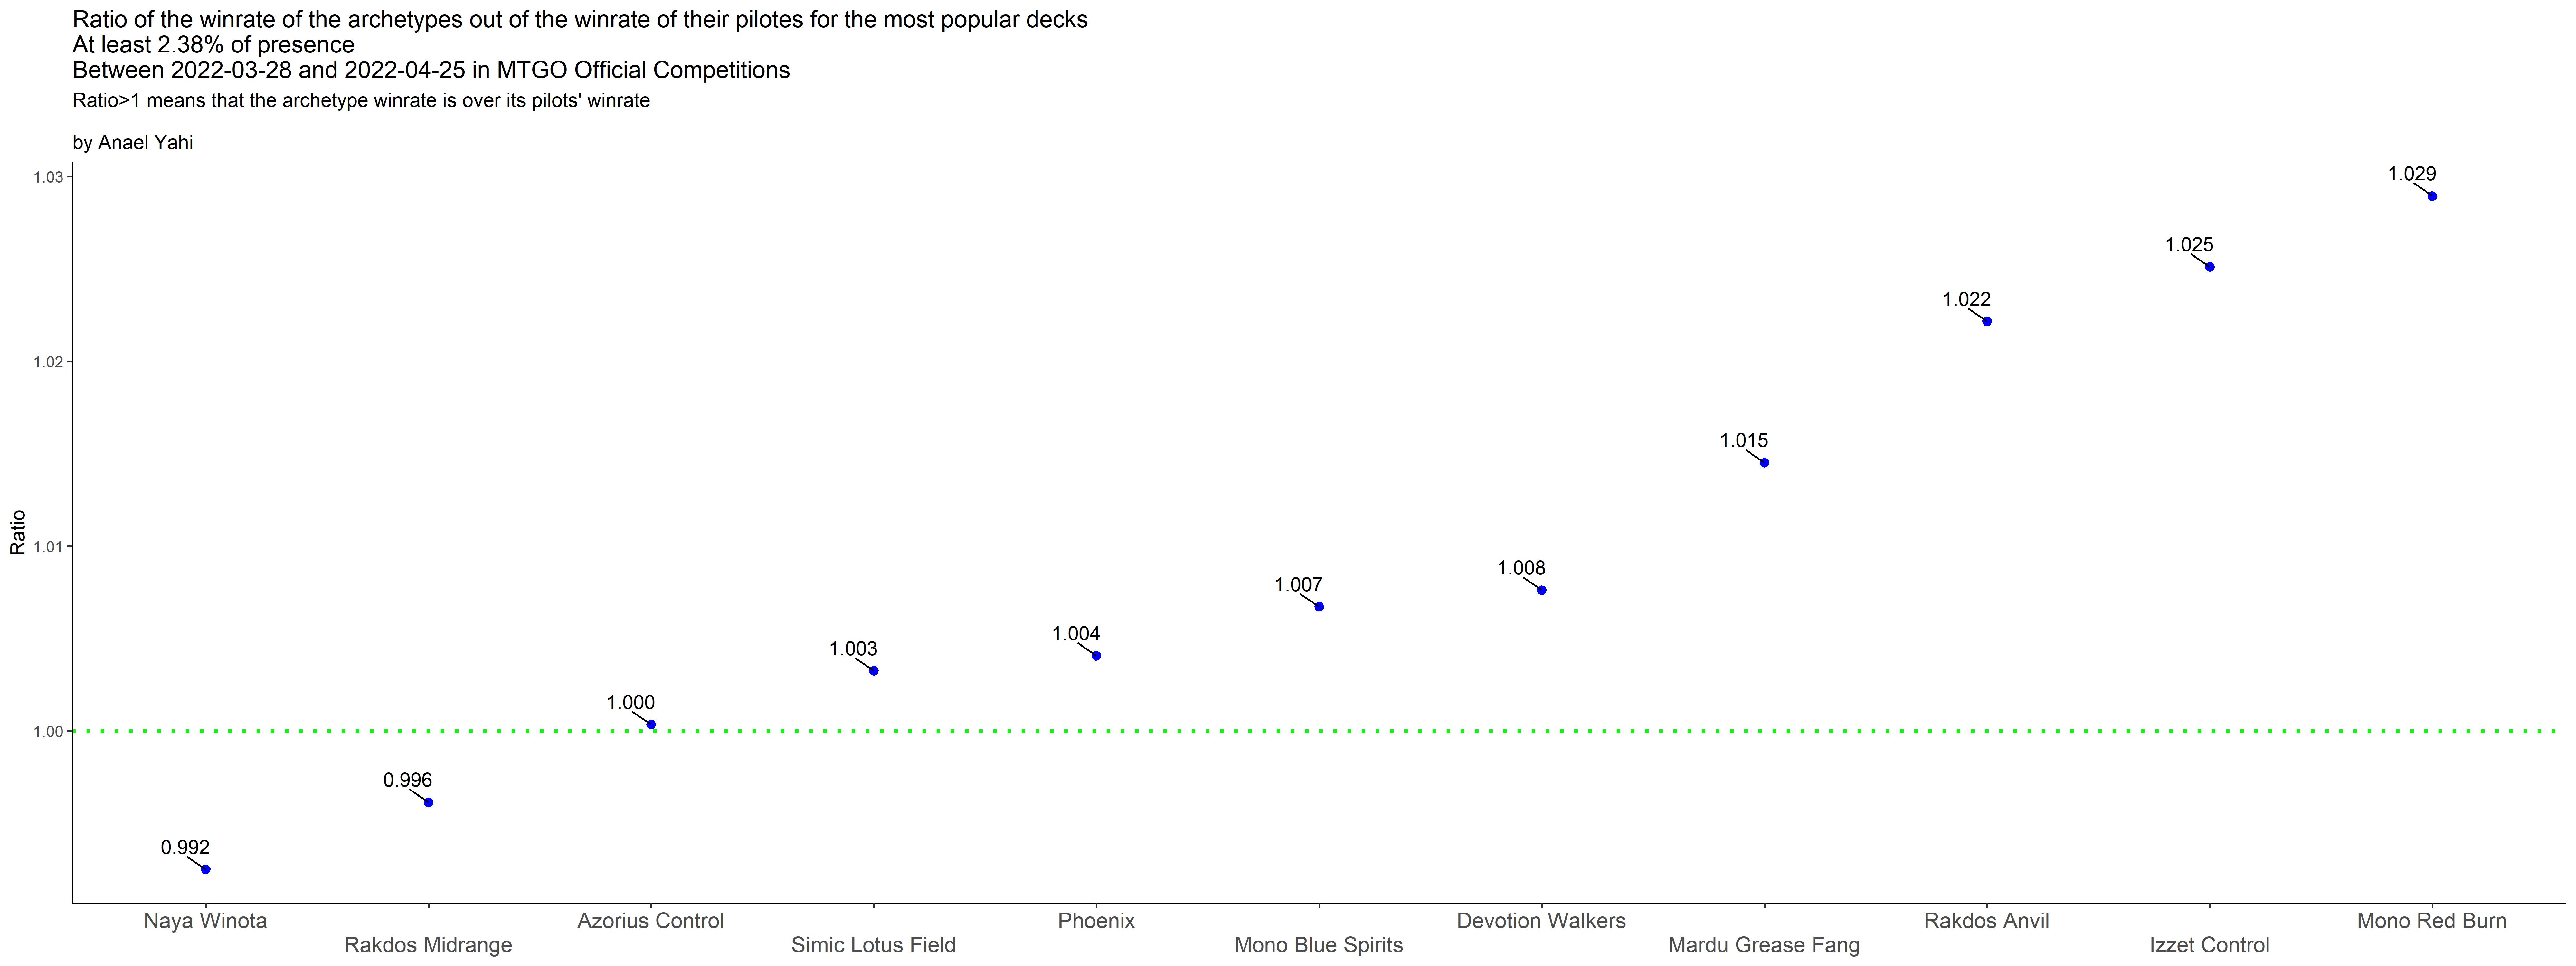 Ratio of the winrate of the archetypes out of the winrate of their pilotes for the most popular decks
At least 2.38% of presence
Between 2022-03-28 and 2022-04-25 in MTGO Official Competitions
Ratio>1 means that the archetype winrate is over its pilots' winrate
by Anael Yahi
1.03
1.02
1.01
1.00
Ratio
0.992
0.996
1.000
1.003
1.004
1.007
1.008
1.015
1.022
1.025
1.029
Naya Winota
Rakdos Midrange
Azorius Control
Simic Lotus Field
Phoenix
Mono Blue Spirits
Devotion Walkers
Mardu Grease Fang
Rakdos Anvil
Izzet Control
Mono Red Burn